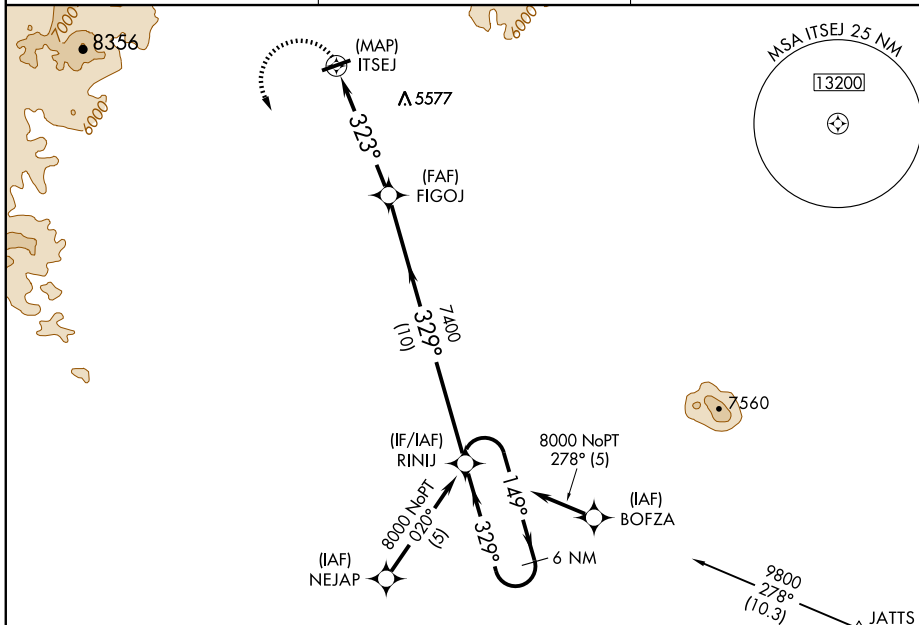 7000
8356
6000
(MAP)
ITSEJ
5577
MSA ITSEJ 25 NM
13200
323°
(FAF)
FIGOJ
7400
329°
(10)
7560
(IF/IAF)
RINIJ
8000 NoPT
278° (5)
149°
(IAF)
BOFZA
8000 NoPT
020°
(5)
329°
6 NM
(IAF)
NEJAP
9800
278°
(10.3)
JATTS